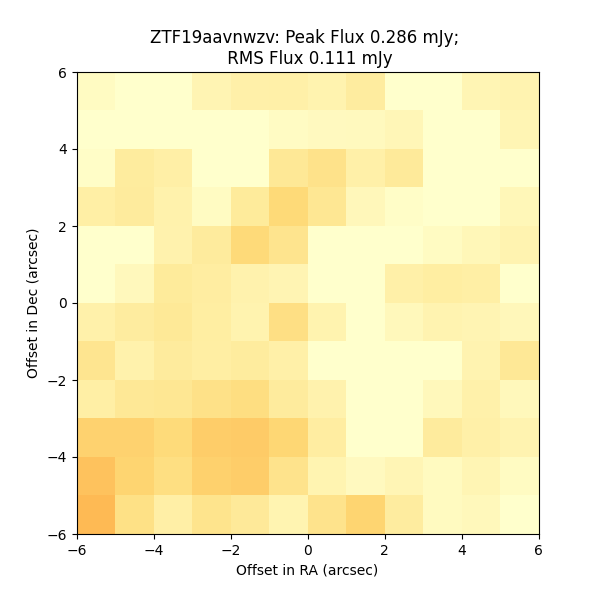 ZTF19aavnwzv: Peak Flux 0.286 mJy;
RMS Flux 0.111 mJy
6
4
2
0
−2
−4
−6
Offset in Dec (arcsec)
−6 −4 −2 0 2 4 6
Offset in RA (arcsec)